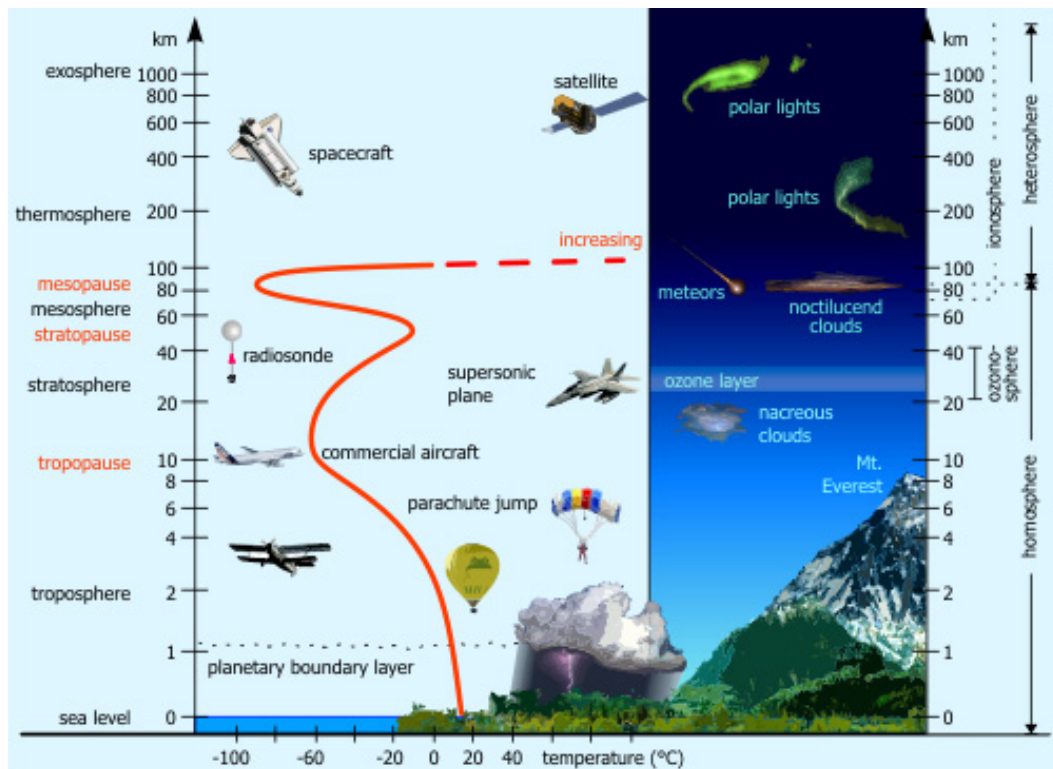 km
km
exosphere
1000
satellite
1000
800
polar lights
800
600
600
heterosphere
spacecraft
400
400
ionosphere
thermosphere
200
polar lights
200
increasing
100
100
mesopause
80
meteors
80
mesosphere
60
noctilucend
clouds
60
stratopause
radiosonde
40
40
stratosphere
supersonic
plane
ozone layer
ozono-
sphere
20
nacreous
clouds
20
tropopause
10
commercial aircraft
Mt.
Everest
10
8
8
6
parachute jump
6
homosphere
4
4
troposphere
2
MIV
2
1
planetary boundary layer
1
sea level
0
0
-100
-60
-20
0
20
40
temperature (°C)